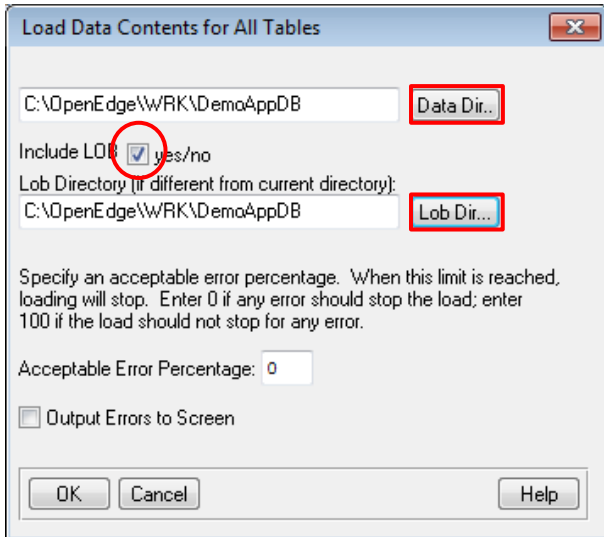 Load Data Contents for All Tables
C:\OpenEdge\WRK\DemoAppDB Data Dir..
Include LOB yes/no
Lob Directory (if different from current directory):
C:\OpenEdge\WRK\DemoAppDB Lob Dir...
Specify an acceptable error percentage. When this limit is reached,
loading will stop. Enter 0 if any error should stop the load; enter
100 if the load should not stop for any error.
Acceptable Error Percentage: 0
Output Errors to Screen
OK Cancel Help